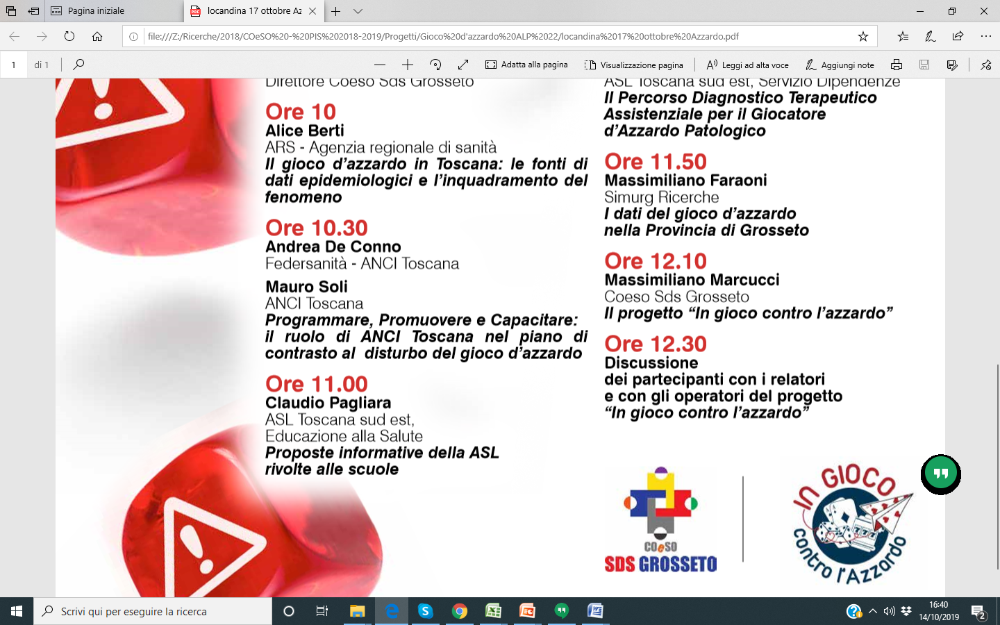 Pagina iniziale
locandina 17 ottobre Az
file:///Z:/Ricerche/2018/COeSO%20-%20PIS%202018-2019/Progetti/Gioco%20d'azzardo%20ALP%2022/locandina%2017%20ottobre%20Azzardo.pdf
1 di 1
Adatta alla pagina
Visualizzazione pagina
Leggi ad alta voce
Aggiungi note
Direttore Coeso Sds Grosseto
Ore 10
Alice Berti
ARS - Agenzia regionale di sanità
Il gioco d'azzardo in Toscana: le fonti di
dati epidemiologici e l'inquadramento del
fenomeno
Ore 10.30
Andrea De Conno
Federsanità - ANCI Toscana
Mauro Soli
ANCI Toscana
Programmare, Promuovere e Capacitare:
il ruolo di ANCI Toscana nel piano di
contrasto al disturbo del gioco d'azzardo
Ore 11.00
Claudio Pagliara
ASL Toscana sud est,
Educazione alla Salute
Proposte informative della ASL
rivolte alle scuole
ASL Toscana sud est, Servizio Dipendenze
Il Percorso Diagnostico Terapeutico
Assistenziale per il Giocatore
d'Azzardo Patologico
Ore 11.50
Massimiliano Faraoni
Simurg Ricerche
I dati del gioco d'azzardo
nella Provincia di Grosseto
Ore 12.10
Massimiliano Marcucci
Coeso Sds Grosseto
Il progetto "In gioco contro l'azzardo"
Ore 12.30
Discussione
dei partecipanti con i relatori
e con gli operatori del progetto
"In gioco contro l'azzardo"
COeSO
SDS GROSSETO
In GIOCO
777
contro l'Azzardo
Scrivi qui per eseguire la ricerca
16:40
14/10/2019
2